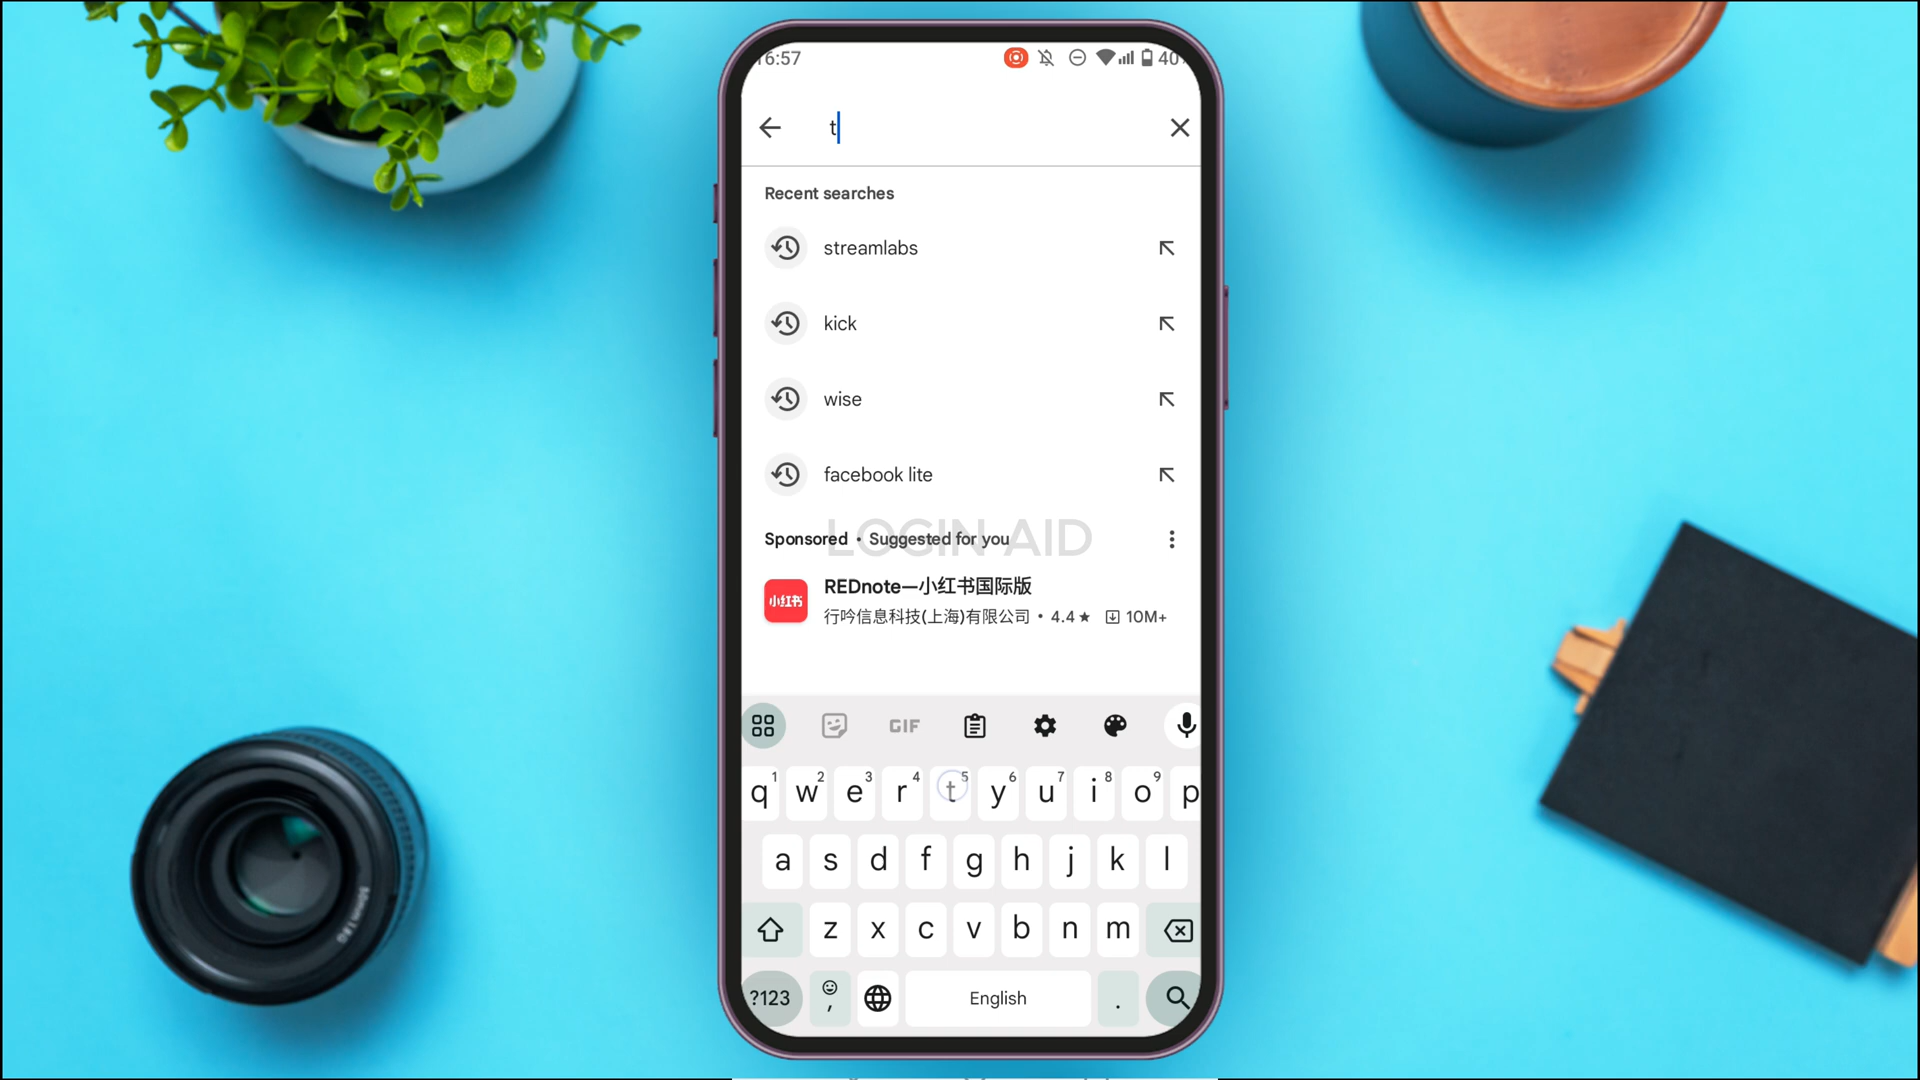 16:57
40
t
Recent searches
streamlabs
kick
wise
facebook lite
LOGIN AID
Sponsored • Suggested for you
小红书
REDnote—小红书国际版
行吟信息科技(上海)有限公司 • 4.4 ★ 10M+
GIF
1 2 3 4 5 6 7 8 9
q w e r t y u i o p
a s d f g h j k l
z x c v b n m
?123 , English .